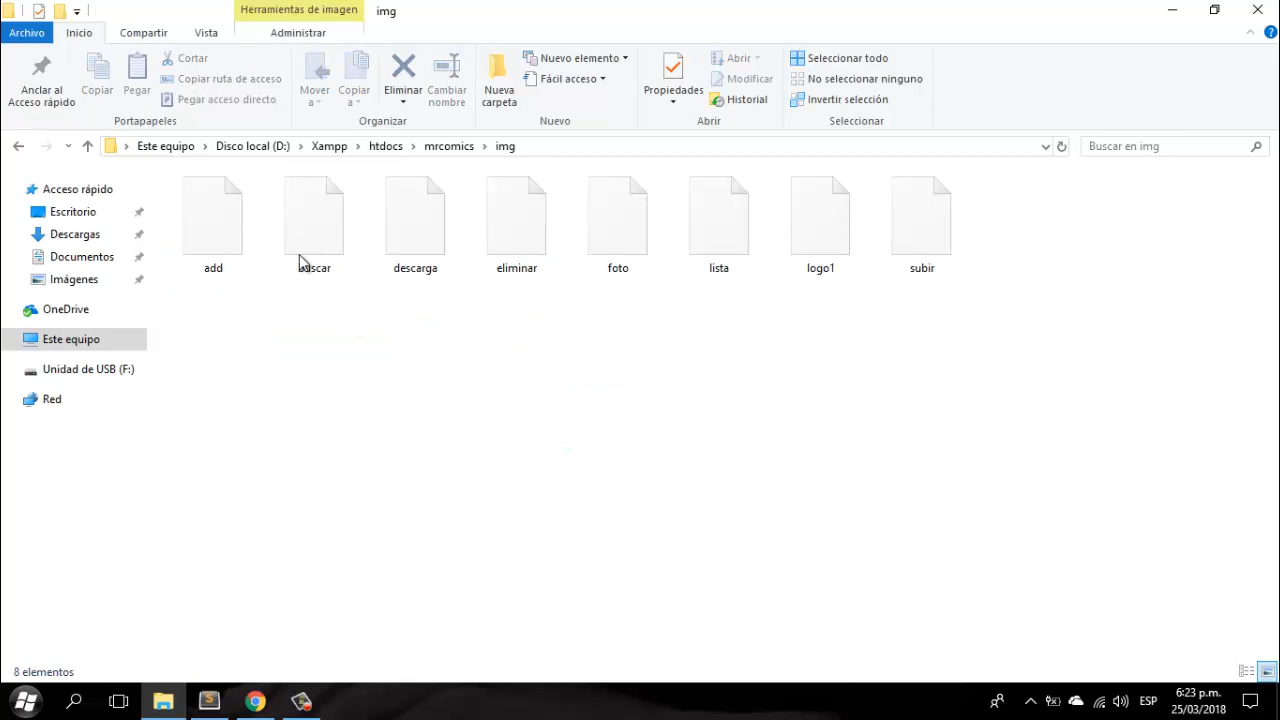 Herramientas de imagen
img
Archivo
Inicio
Compartir
Vista
Administrar
Anclar al
Acceso rápido
Copiar
Pegar
Cortar
Copiar ruta de acceso
Pegar acceso directo
Portapapeles
Mover
a
Copiar
a
Eliminar
Cambiar
nombre
Organizar
Nueva
carpeta
Nuevo elemento
Fácil acceso
Nuevo
Propiedades
Abrir
Modificar
Historial
Abrir
Seleccionar todo
No seleccionar ninguno
Invertir selección
Seleccionar
Este equipo
Disco local (D:)
Xampp
htdocs
mrcomics
img
Buscar en img
Acceso rápido
Escritorio
Descargas
Documentos
Imágenes
OneDrive
Este equipo
Unidad de USB (F:)
Red
add
buscar
descarga
eliminar
foto
lista
logo1
subir
8 elementos
ESP
6:23 p.m.
25/03/2018